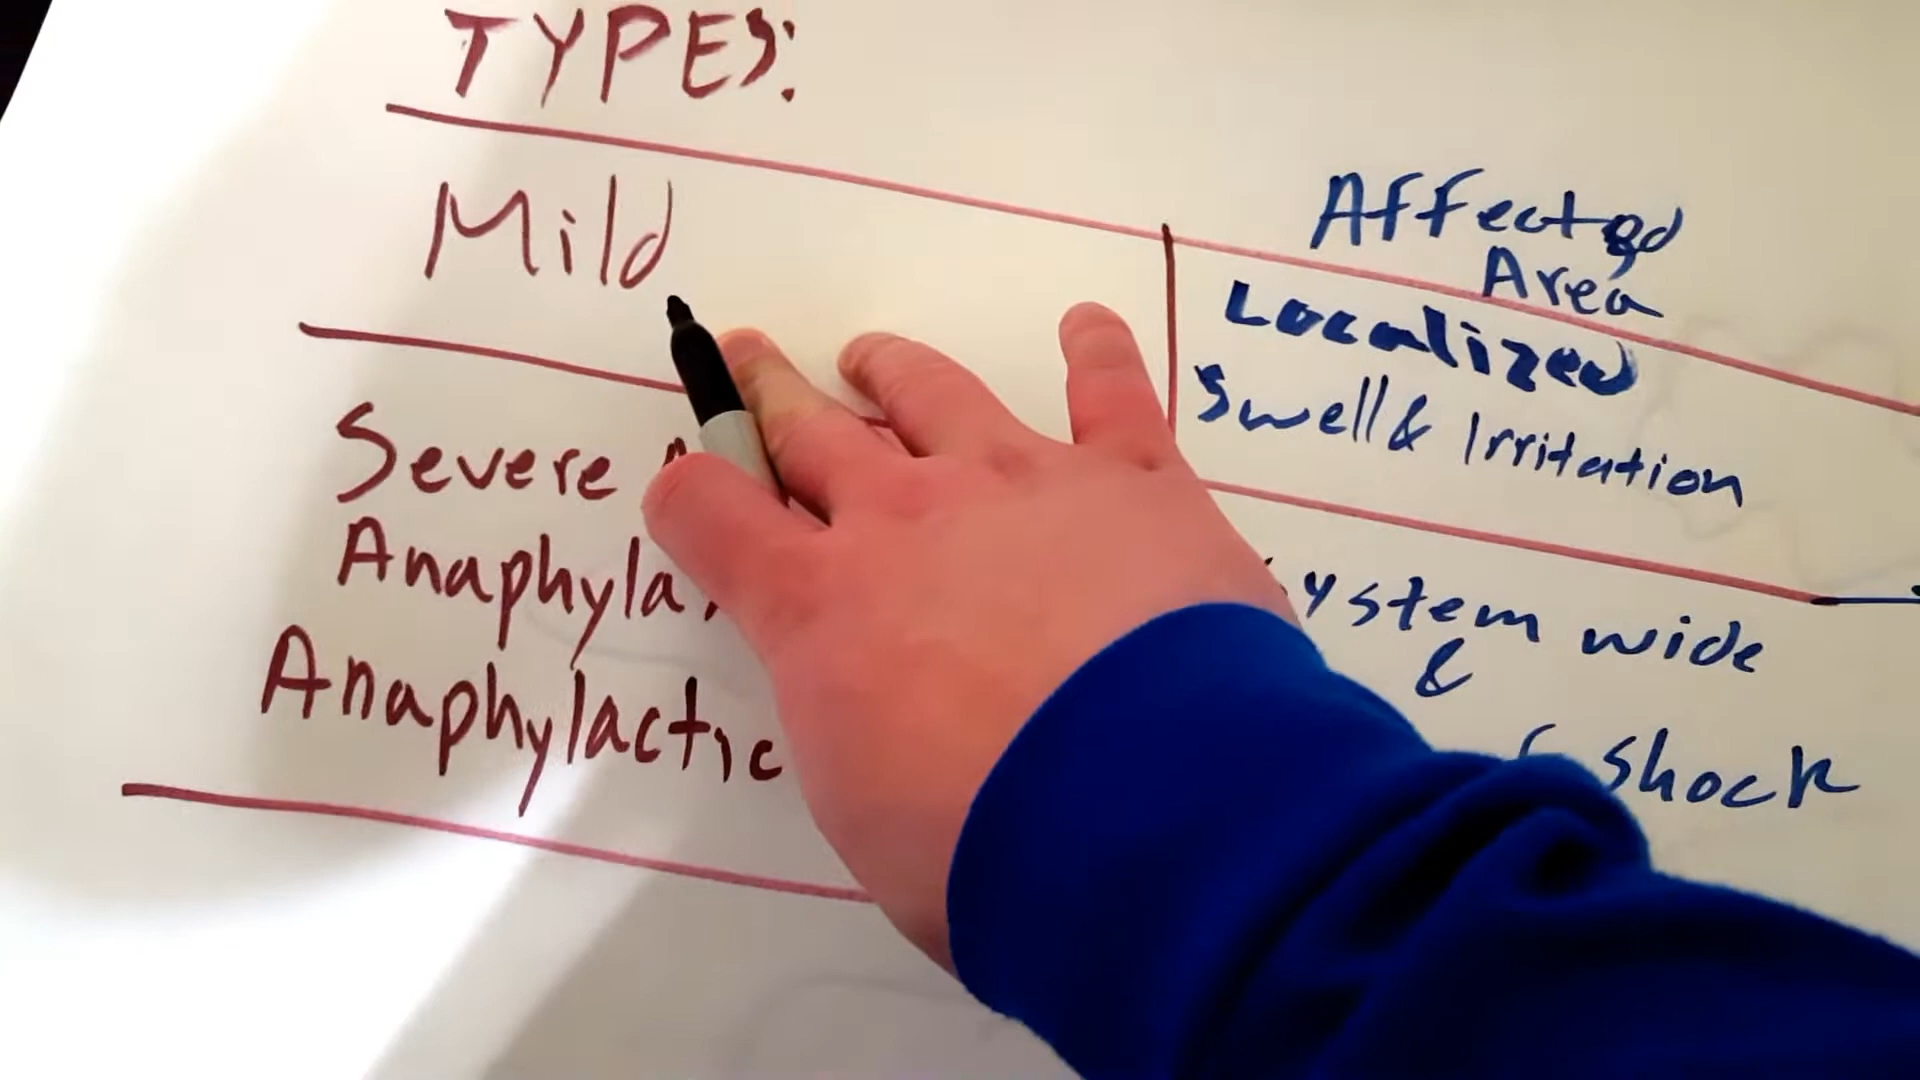 TYPES:
Mild
Severe
Anaphyla
Anaphylactic
Affected
Area
Localized
Swell & Irritation
ystem wide
&
Shock